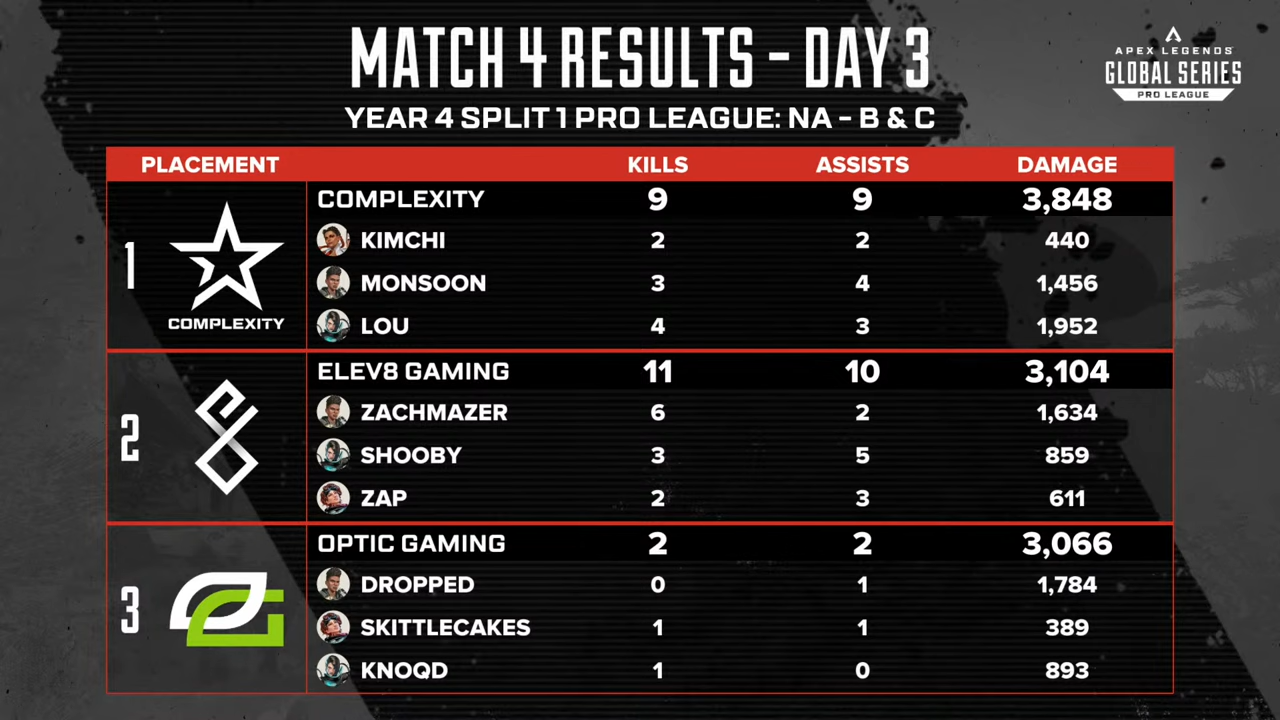 MATCH 4 RESULTS - DAY 3
YEAR 4 SPLIT 1 PRO LEAGUE: NA - B & C
APEX LEGENDS
GLOBAL SERIES
PRO LEAGUE
PLACEMENT KILLS ASSISTS DAMAGE
1
COMPLEXITY
COMPLEXITY 9 9 3,848
KIMCHI 2 2 440
MONSOON 3 4 1,456
LOU 4 3 1,952
2
ELEV8 GAMING 11 10 3,104
ZACHMAZER 6 2 1,634
SHOOBY 3 5 859
ZAP 2 3 611
3
OPTIC GAMING 2 2 3,066
DROPPED 0 1 1,784
SKITTLECAKES 1 1 389
KNOQD 1 0 893